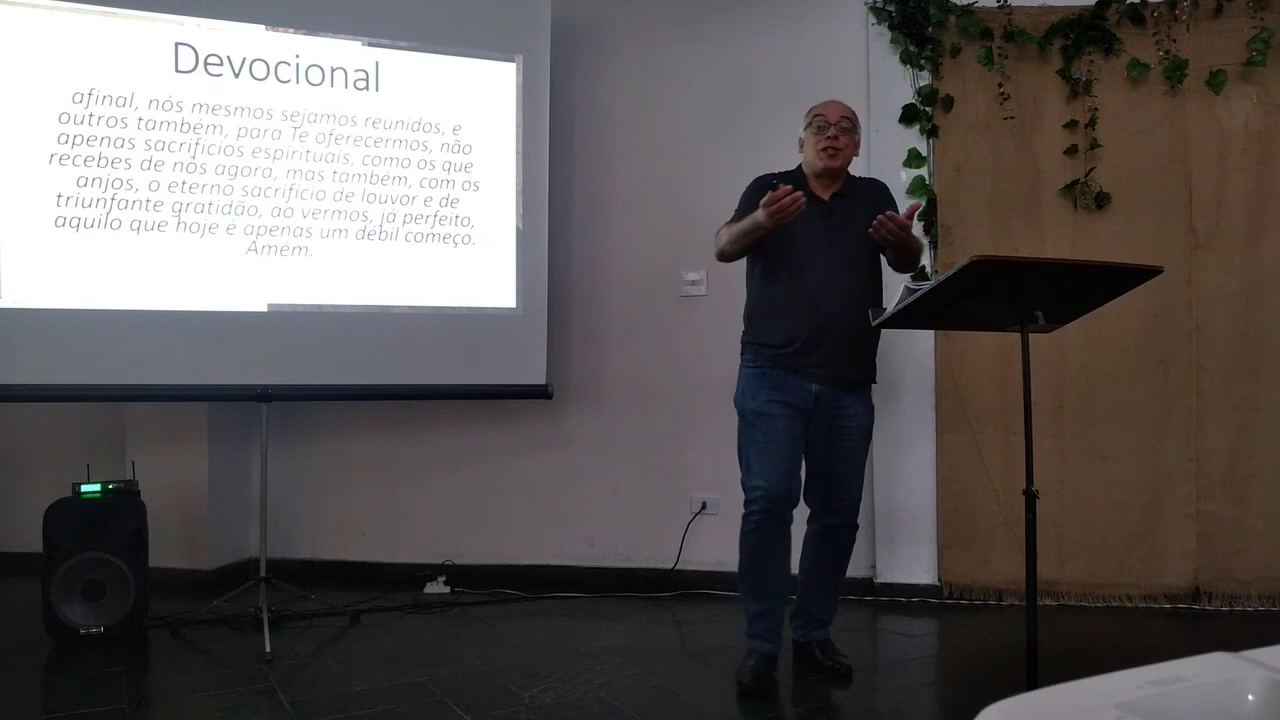 Devocional
afinal, nós mesmos sejamos reunidos, e
outros também, para Te oferecermos, não
apenas sacrifícios espirituais, como os que
recebes de nós agora, mas também, com os
anjos, o eterno sacrifício de louvor e de
triunfante gratidão, ao vermos, já perfeito,
aquilo que hoje é apenas um débil começo.
Amém.